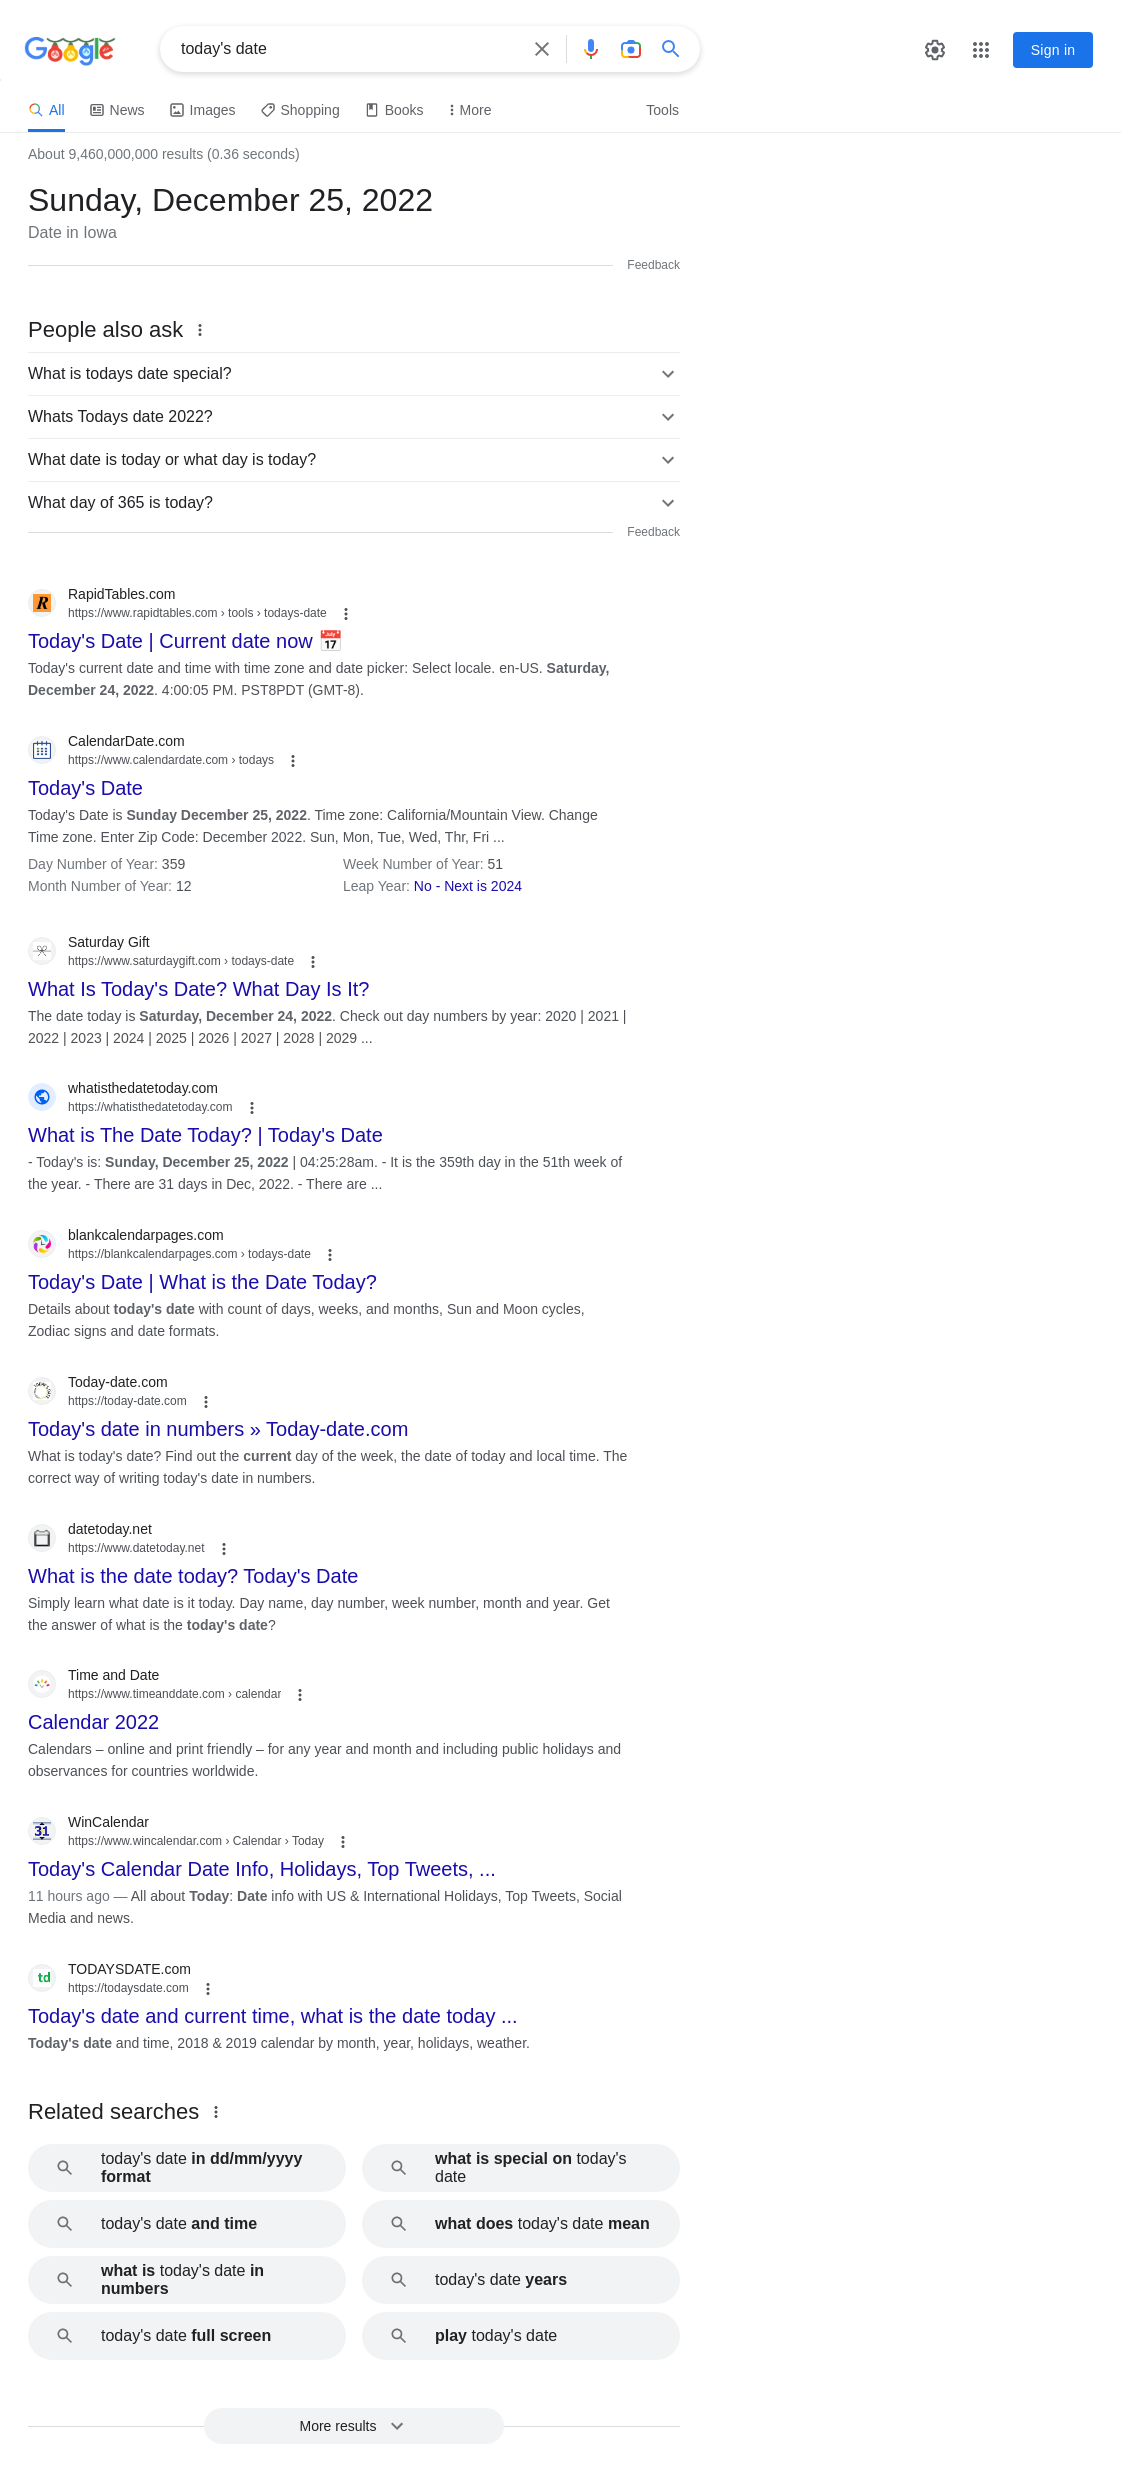 Google
today's date
Sign in
All
News
Images
Shopping
Books
More
Tools
About 9,460,000,000 results (0.36 seconds)
Sunday, December 25, 2022
Date in Iowa
Feedback
People also ask
What is todays date special?
Whats Todays date 2022?
What date is today or what day is today?
What day of 365 is today?
Feedback
RapidTables.com
https://www.rapidtables.com › tools › todays-date
Today's Date | Current date now 📅
Today's current date and time with time zone and date picker: Select locale. en-US. Saturday,
December 24, 2022. 4:00:05 PM. PST8PDT (GMT-8).
CalendarDate.com
https://www.calendardate.com › todays
Today's Date
Today's Date is Sunday December 25, 2022. Time zone: California/Mountain View. Change
Time zone. Enter Zip Code: December 2022. Sun, Mon, Tue, Wed, Thr, Fri ...
Day Number of Year: 359
Week Number of Year: 51
Month Number of Year: 12
Leap Year: No - Next is 2024
Saturday Gift
https://www.saturdaygift.com › todays-date
What Is Today's Date? What Day Is It?
The date today is Saturday, December 24, 2022. Check out day numbers by year: 2020 | 2021 |
2022 | 2023 | 2024 | 2025 | 2026 | 2027 | 2028 | 2029 ...
whatisthedatetoday.com
https://whatisthedatetoday.com
What is The Date Today? | Today's Date
- Today's is: Sunday, December 25, 2022 | 04:25:28am. - It is the 359th day in the 51th week of
the year. - There are 31 days in Dec, 2022. - There are ...
blankcalendarpages.com
https://blankcalendarpages.com › todays-date
Today's Date | What is the Date Today?
Details about today's date with count of days, weeks, and months, Sun and Moon cycles,
Zodiac signs and date formats.
Today-date.com
https://today-date.com
Today's date in numbers » Today-date.com
What is today's date? Find out the current day of the week, the date of today and local time. The
correct way of writing today's date in numbers.
datetoday.net
https://www.datetoday.net
What is the date today? Today's Date
Simply learn what date is it today. Day name, day number, week number, month and year. Get
the answer of what is the today's date?
Time and Date
https://www.timeanddate.com › calendar
Calendar 2022
Calendars – online and print friendly – for any year and month and including public holidays and
observances for countries worldwide.
31
WinCalendar
https://www.wincalendar.com › Calendar › Today
Today's Calendar Date Info, Holidays, Top Tweets, ...
11 hours ago — All about Today: Date info with US & International Holidays, Top Tweets, Social
Media and news.
td
TODAYSDATE.com
https://todaysdate.com
Today's date and current time, what is the date today ...
Today's date and time, 2018 & 2019 calendar by month, year, holidays, weather.
Related searches
today's date in dd/mm/yyyy
format
what is special on today's
date
today's date and time
what does today's date mean
what is today's date in
numbers
today's date years
today's date full screen
play today's date
More results